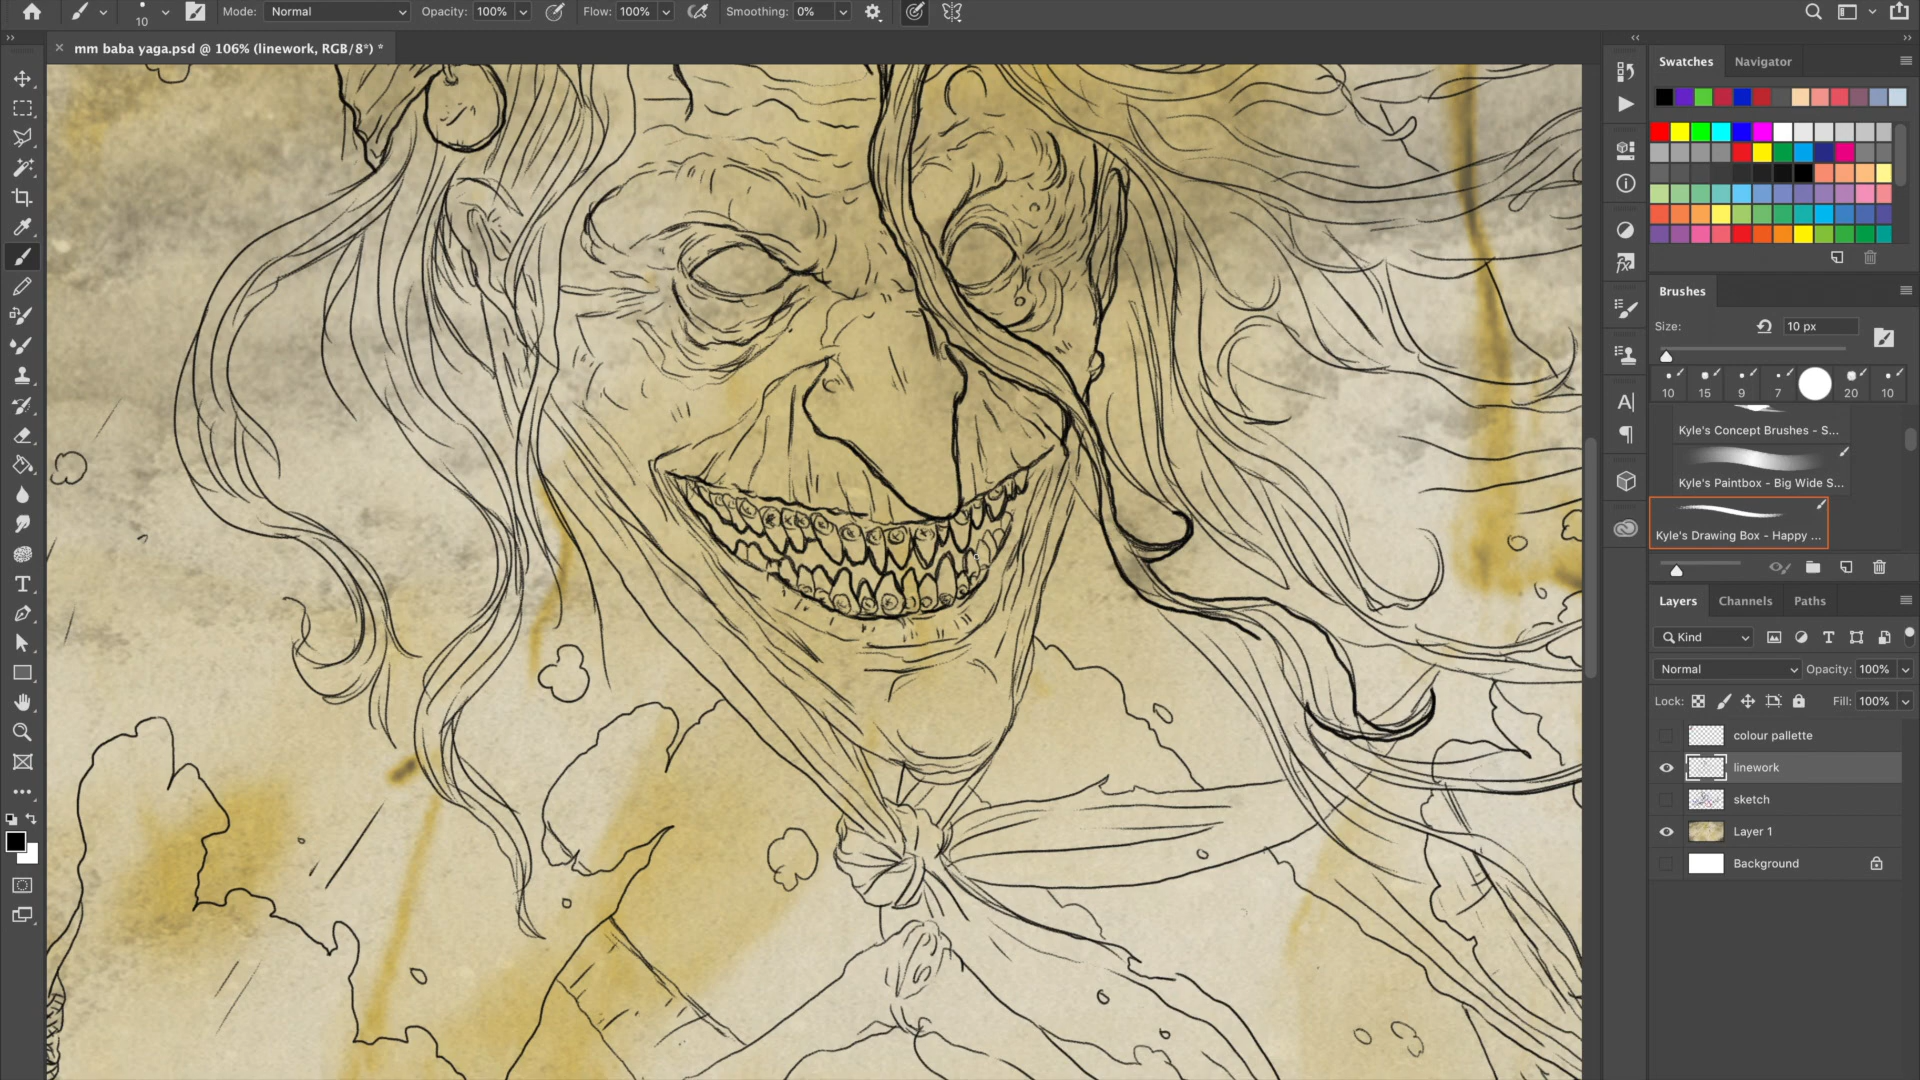 Mode: Normal Opacity: 100% Flow: 100% Smoothing: 0%
10
mm baba yaga.psd @ 106% (linework, RGB/8*) *
Swatches Navigator
Brushes
Size: 10 px
10 15 9 7 20 10
Kyle's Concept Brushes - S...
Kyle's Paintbox - Big Wide S...
Kyle's Drawing Box - Happy ...
Layers Channels Paths
Kind
Normal Opacity: 100%
Lock: Fill: 100%
colour pallette
linework
sketch
Layer 1
Background